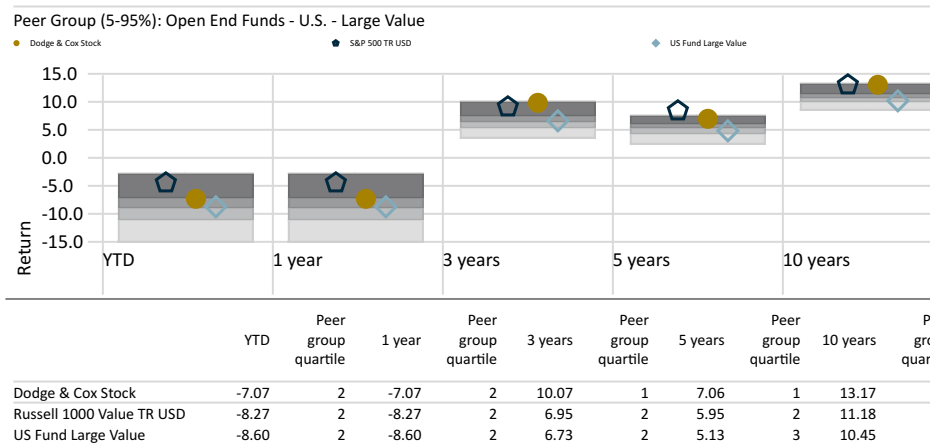 Peer Group (5-95%): Open End Funds - U.S. - Large Value
Dodge & Cox Stock S&P 500 TR USD US Fund Large Value
15.0
10.0
5.0
0.0
-5.0
-10.0
-15.0
Return
YTD 1 year 3 years 5 years 10 years
YTD Peer group quartile 1 year Peer group quartile 3 years Peer group quartile 5 years Peer group quartile 10 years
Dodge & Cox Stock -7.07 2 -7.07 2 10.07 1 7.06 1 13.17
Russell 1000 Value TR USD -8.27 2 -8.27 2 6.95 2 5.95 2 11.18
US Fund Large Value -8.60 2 -8.60 2 6.73 2 5.13 3 10.45